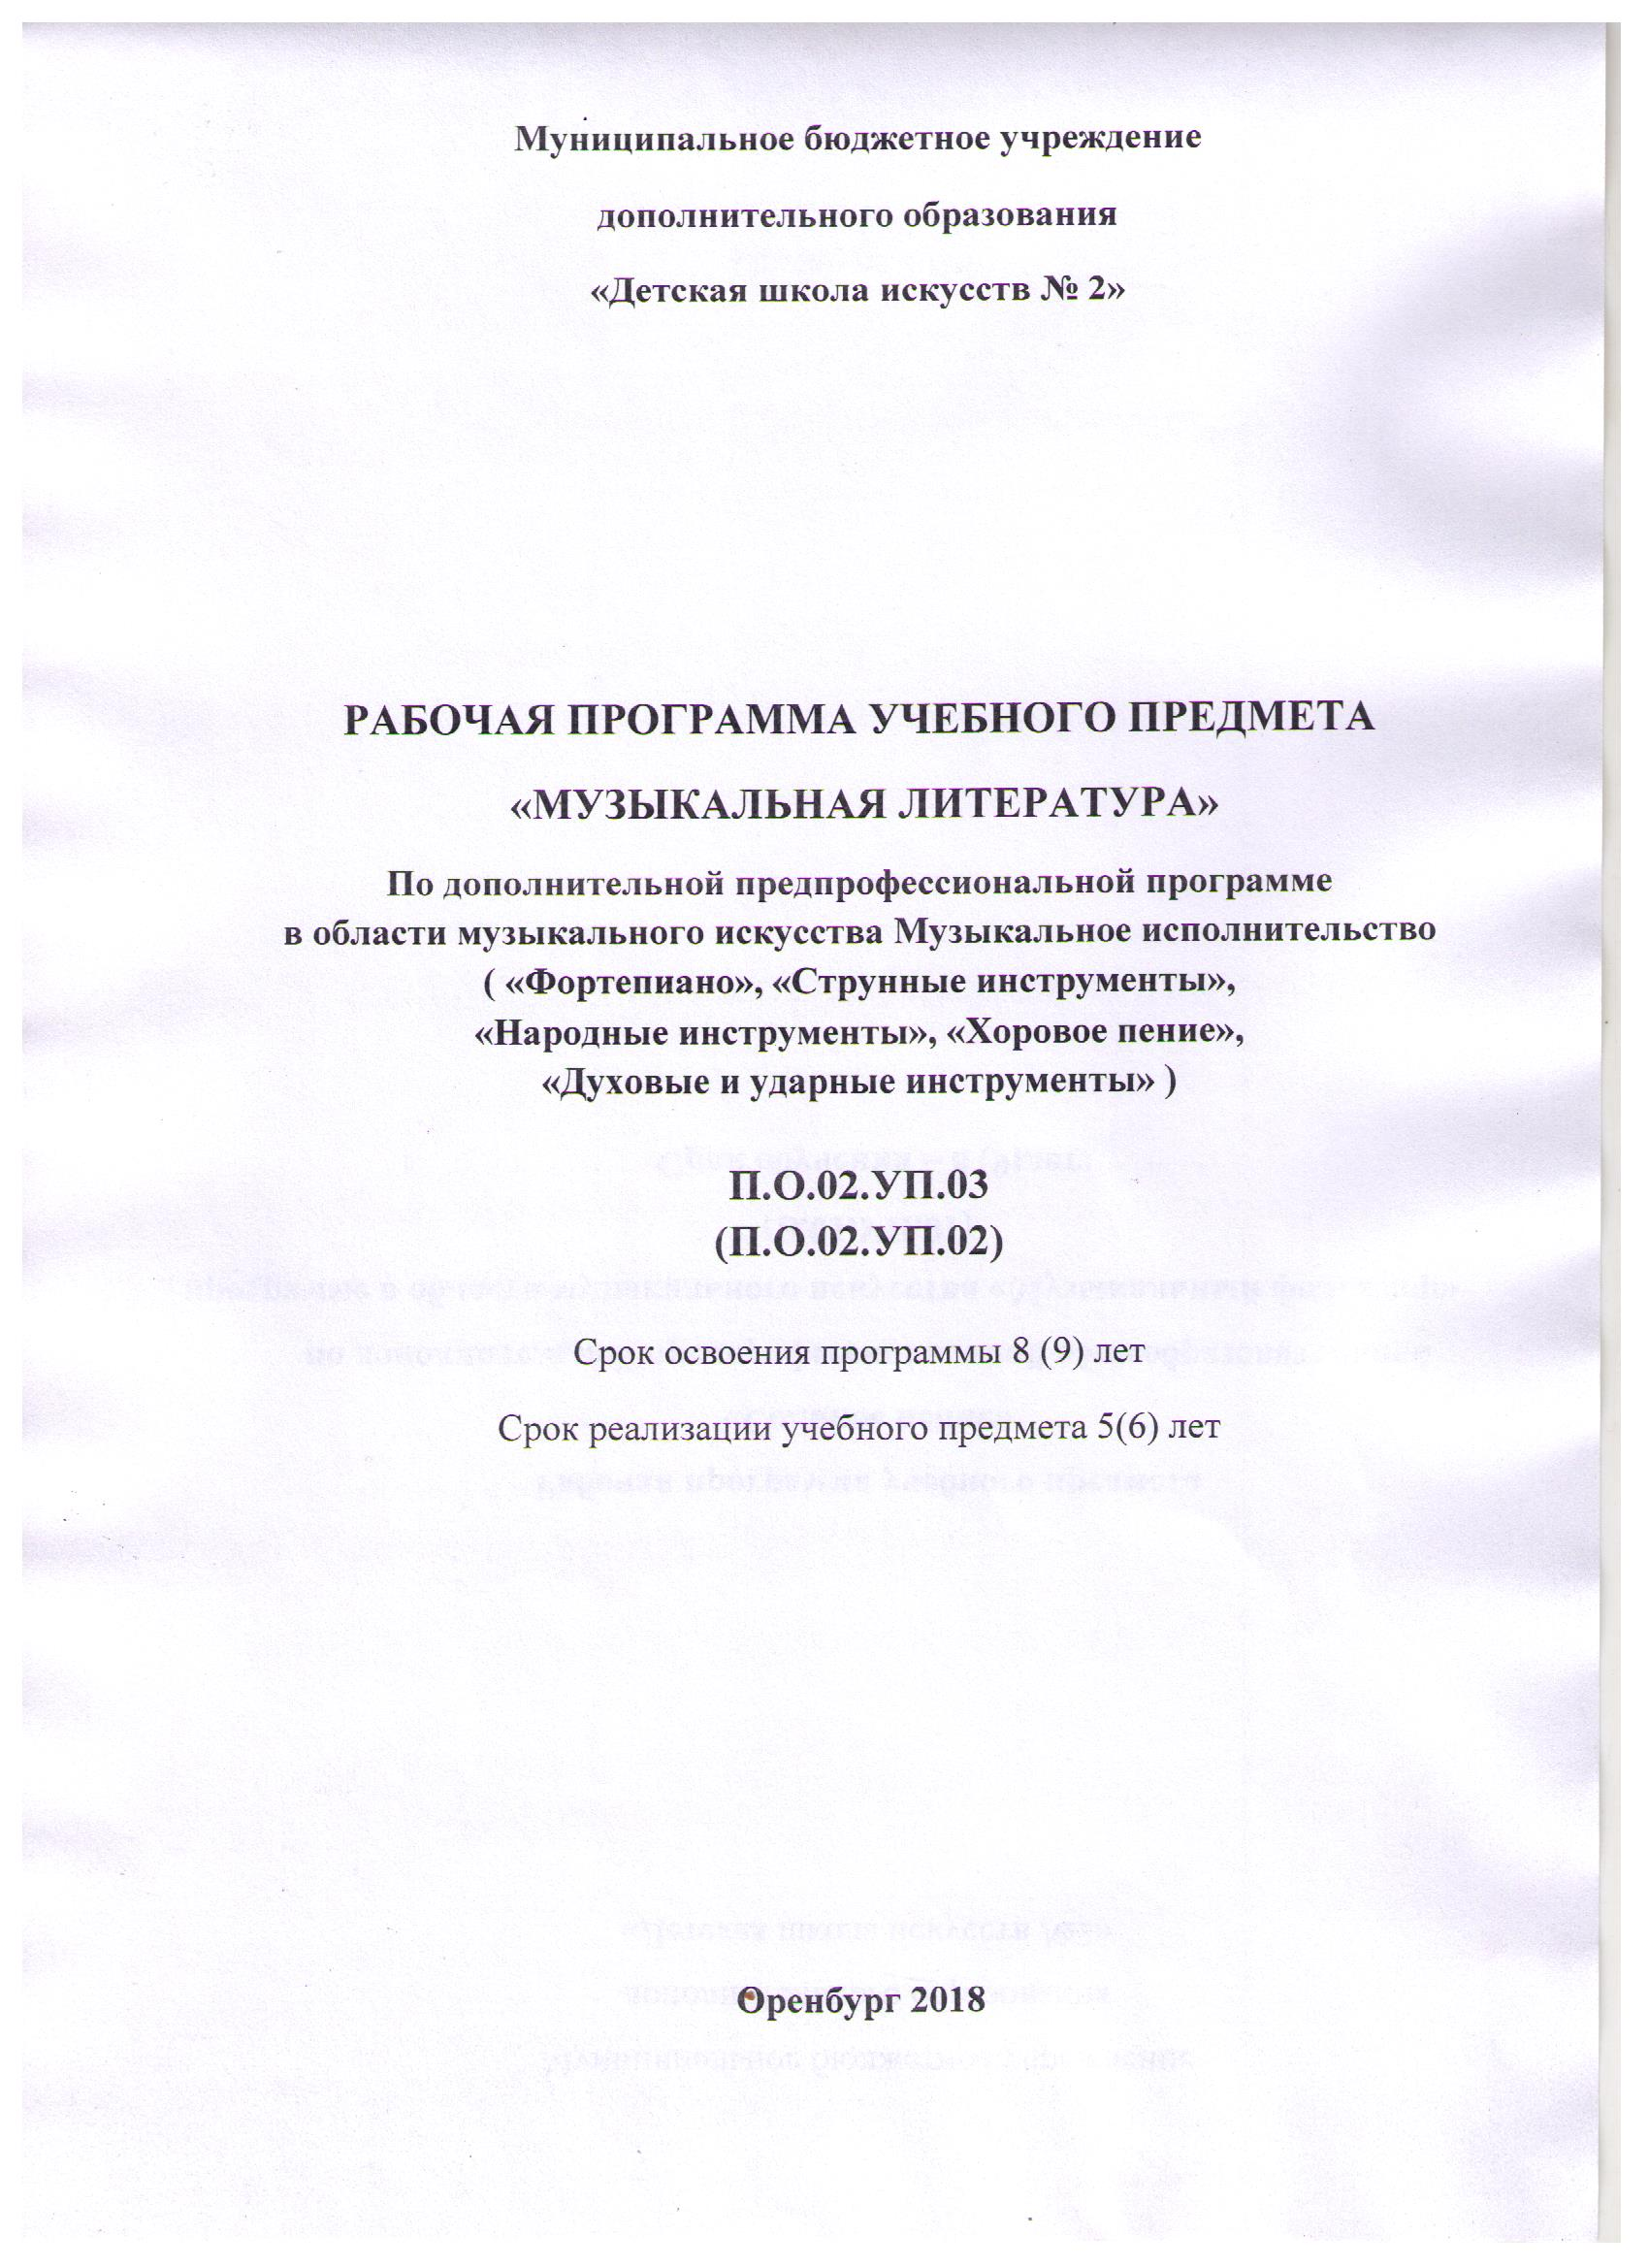 Муниципальное бюджетное учреждение
дополнительного образования
«Детская школа искусств № 2»
РАБОЧАЯ ПРОГРАММА УЧЕБНОГО ПРЕДМЕТА
«МУЗЫКАЛЬНАЯ ЛИТЕРАТУРА»
По дополнительной предпрофессиональной программе
в области музыкального искусства Музыкальное исполнительство
( «Фортепиано», «Струнные инструменты»,
«Народные инструменты», «Хоровое пение»,
«Духовые и ударные инструменты» )
П.О.02.УП.03
(П.О.02.УП.02)
Срок освоения программы 8 (9) лет
Срок реализации учебного предмета 5(6) лет
Оренбург 2018